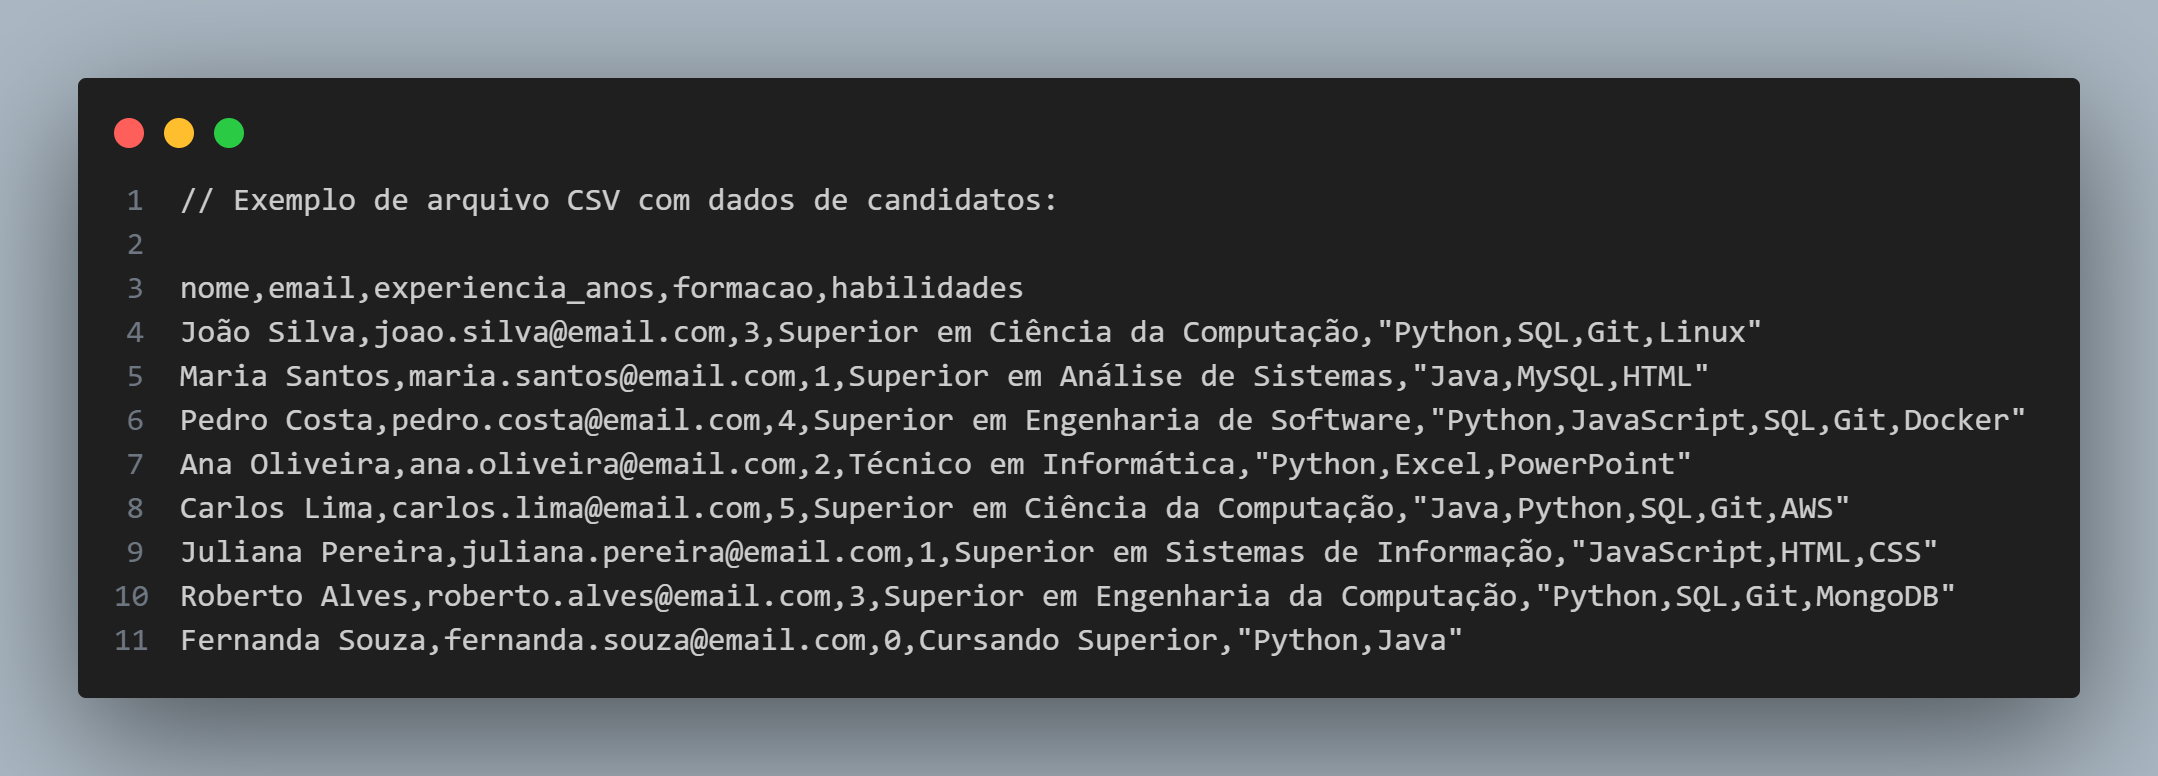 1 // Exemplo de arquivo CSV com dados de candidatos:
2
3 nome,email,experiencia_anos,formacao,habilidades
4 João Silva,joao.silva@email.com,3,Superior em Ciência da Computação,"Python,SQL,Git,Linux"
5 Maria Santos,maria.santos@email.com,1,Superior em Análise de Sistemas,"Java,MySQL,HTML"
6 Pedro Costa,pedro.costa@email.com,4,Superior em Engenharia de Software,"Python,JavaScript,SQL,Git,Docker"
7 Ana Oliveira,ana.oliveira@email.com,2,Técnico em Informática,"Python,Excel,PowerPoint"
8 Carlos Lima,carlos.lima@email.com,5,Superior em Ciência da Computação,"Java,Python,SQL,Git,AWS"
9 Juliana Pereira,juliana.pereira@email.com,1,Superior em Sistemas de Informação,"JavaScript,HTML,CSS"
10 Roberto Alves,roberto.alves@email.com,3,Superior em Engenharia da Computação,"Python,SQL,Git,MongoDB"
11 Fernanda Souza,fernanda.souza@email.com,0,Cursando Superior,"Python,Java"